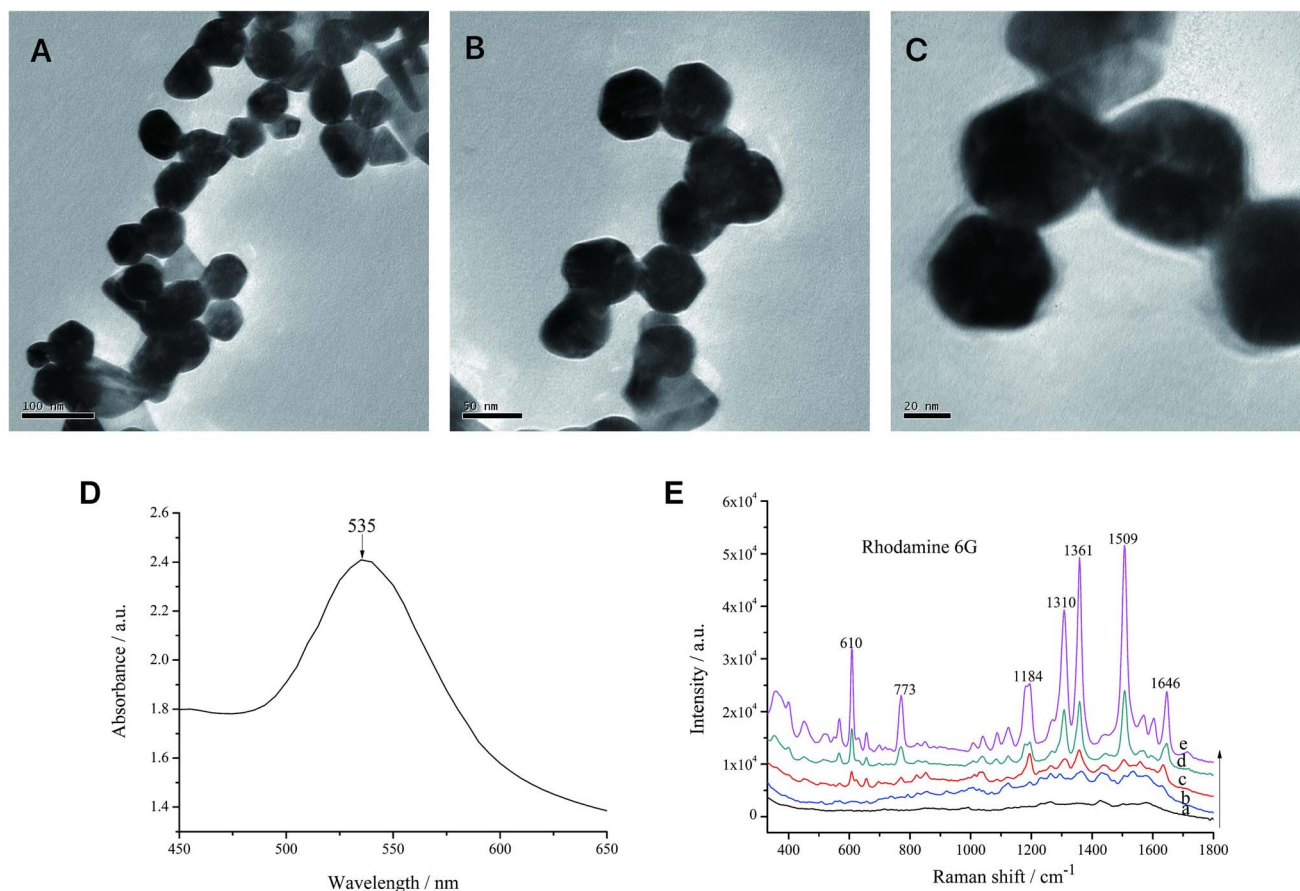 A
B
C
100 nm
50 nm
20 nm
D
E
2.6
2.4
2.2
2.0
1.8
1.6
1.4
Absorbance / a.u.
535
450
500
550
600
650
Wavelength / nm
6x10⁴
5x10⁴
4x10⁴
3x10⁴
2x10⁴
1x10⁴
0
Intensity / a.u.
Rhodamine 6G
610
773
1184
1310
1361
1509
1646
e
d
c
b
a
400
600
800
1000
1200
1400
1600
1800
Raman shift / cm⁻¹